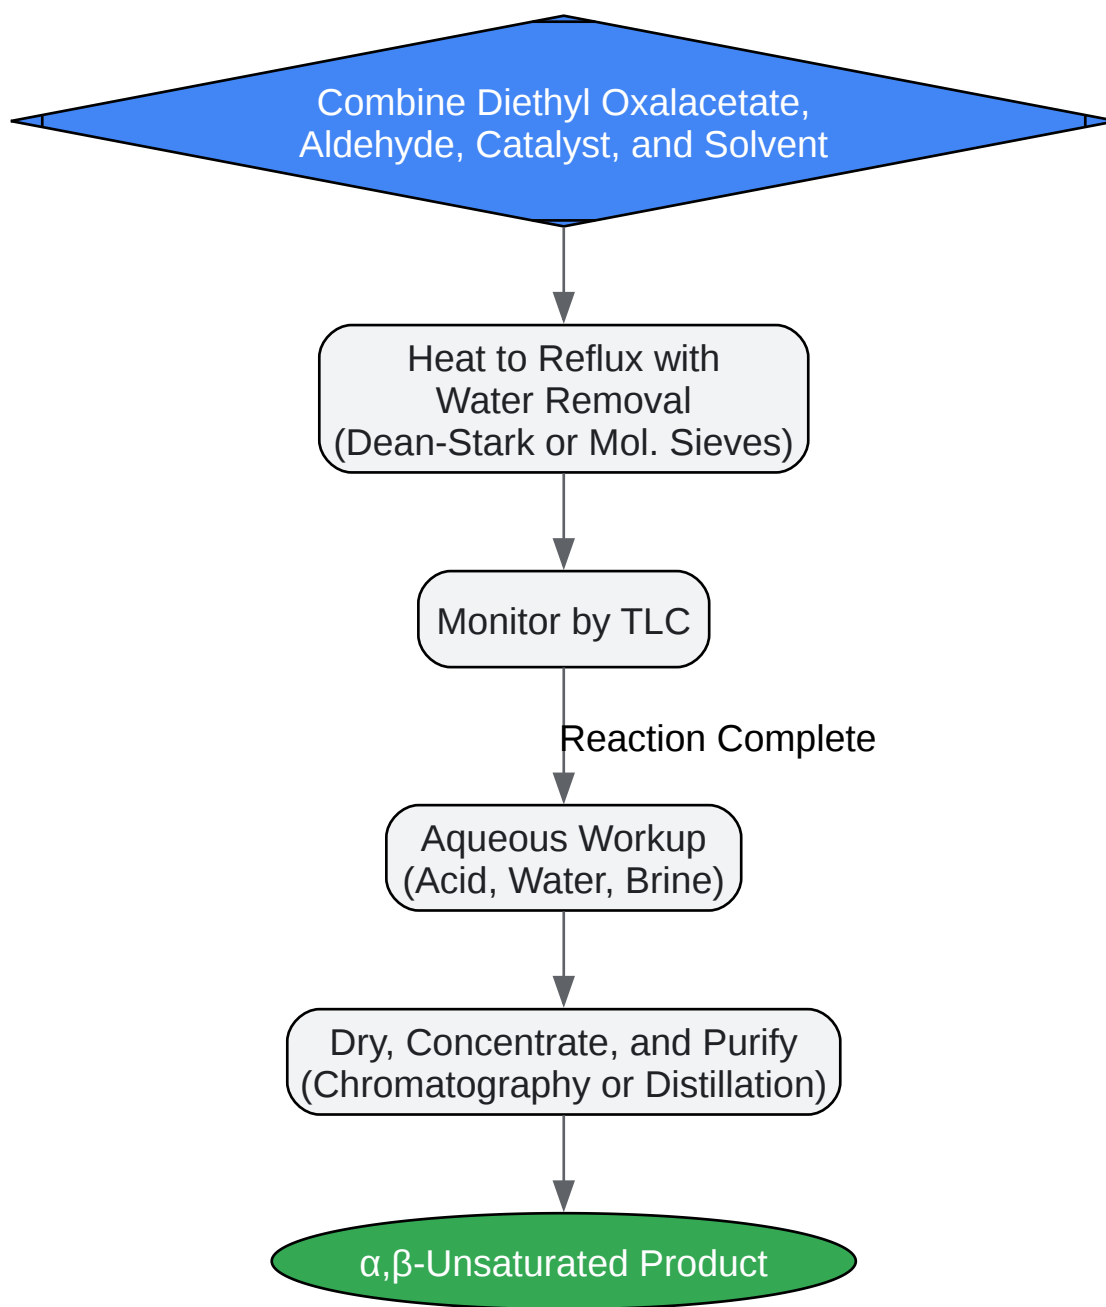 Combine Diethyl Oxalacetate,
Aldehyde, Catalyst, and Solvent
Heat to Reflux with
Water Removal
(Dean-Stark or Mol. Sieves)
Monitor by TLC
Reaction Complete
Aqueous Workup
(Acid, Water, Brine)
Dry, Concentrate, and Purify
(Chromatography or Distillation)
α,β-Unsaturated Product